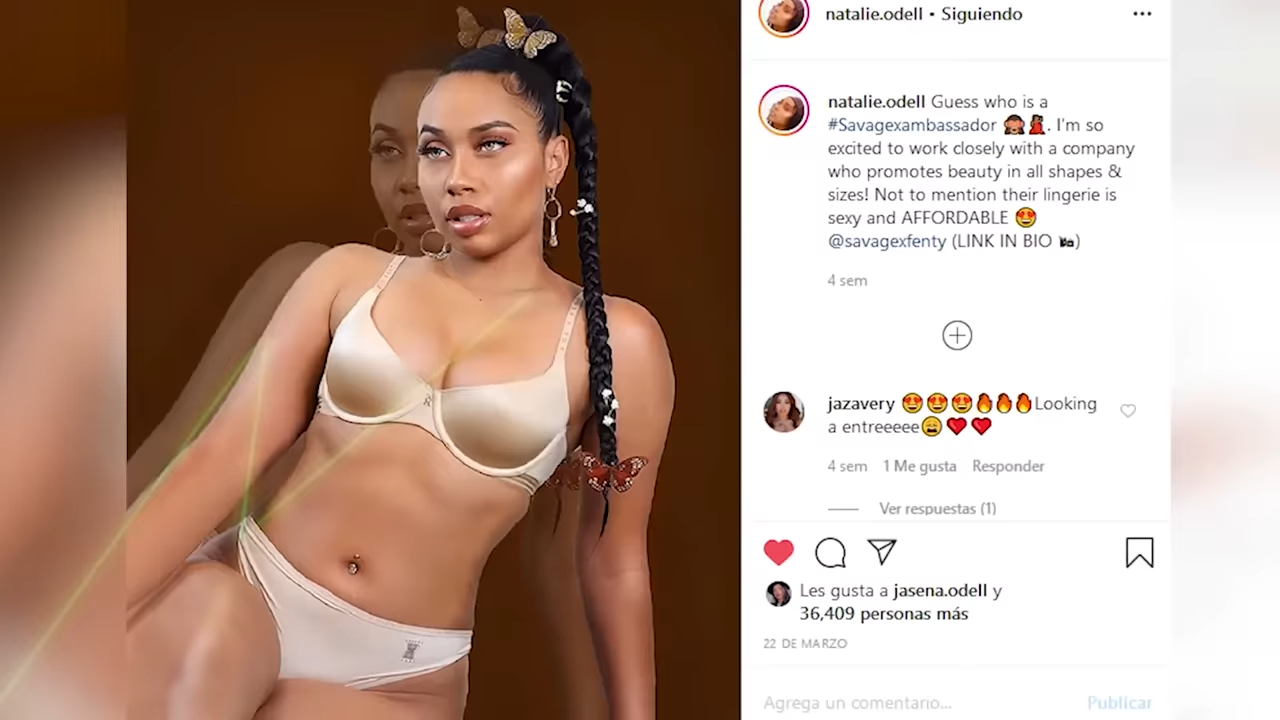 natalie.odell • Siguiendo
natalie.odell Guess who is a
#Savagexambassador 🙈💃. I'm so
excited to work closely with a company
who promotes beauty in all shapes &
sizes! Not to mention their lingerie is
sexy and AFFORDABLE 😍
@savagexfenty (LINK IN BIO)
4 sem
jazavery 😍😍😍🔥🔥🔥Looking
a entreeeee😩❤️❤️
4 sem 1 Me gusta Responder
Ver respuestas (1)
Les gusta a jasena.odell y
36,409 personas más
22 DE MARZO
Agrega un comentario... Publicar